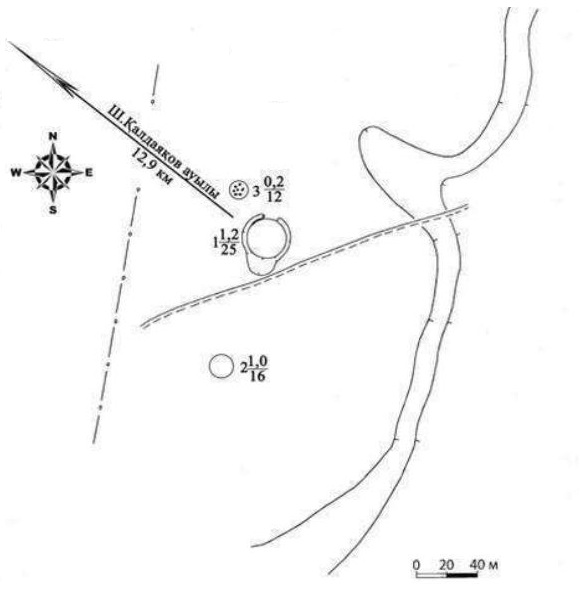 Ш.Қалдаяков ауылы
12,9 км
N
W E
S
3 0,2/12
1 1,2/25
2 1,0/16
0 20 40 м